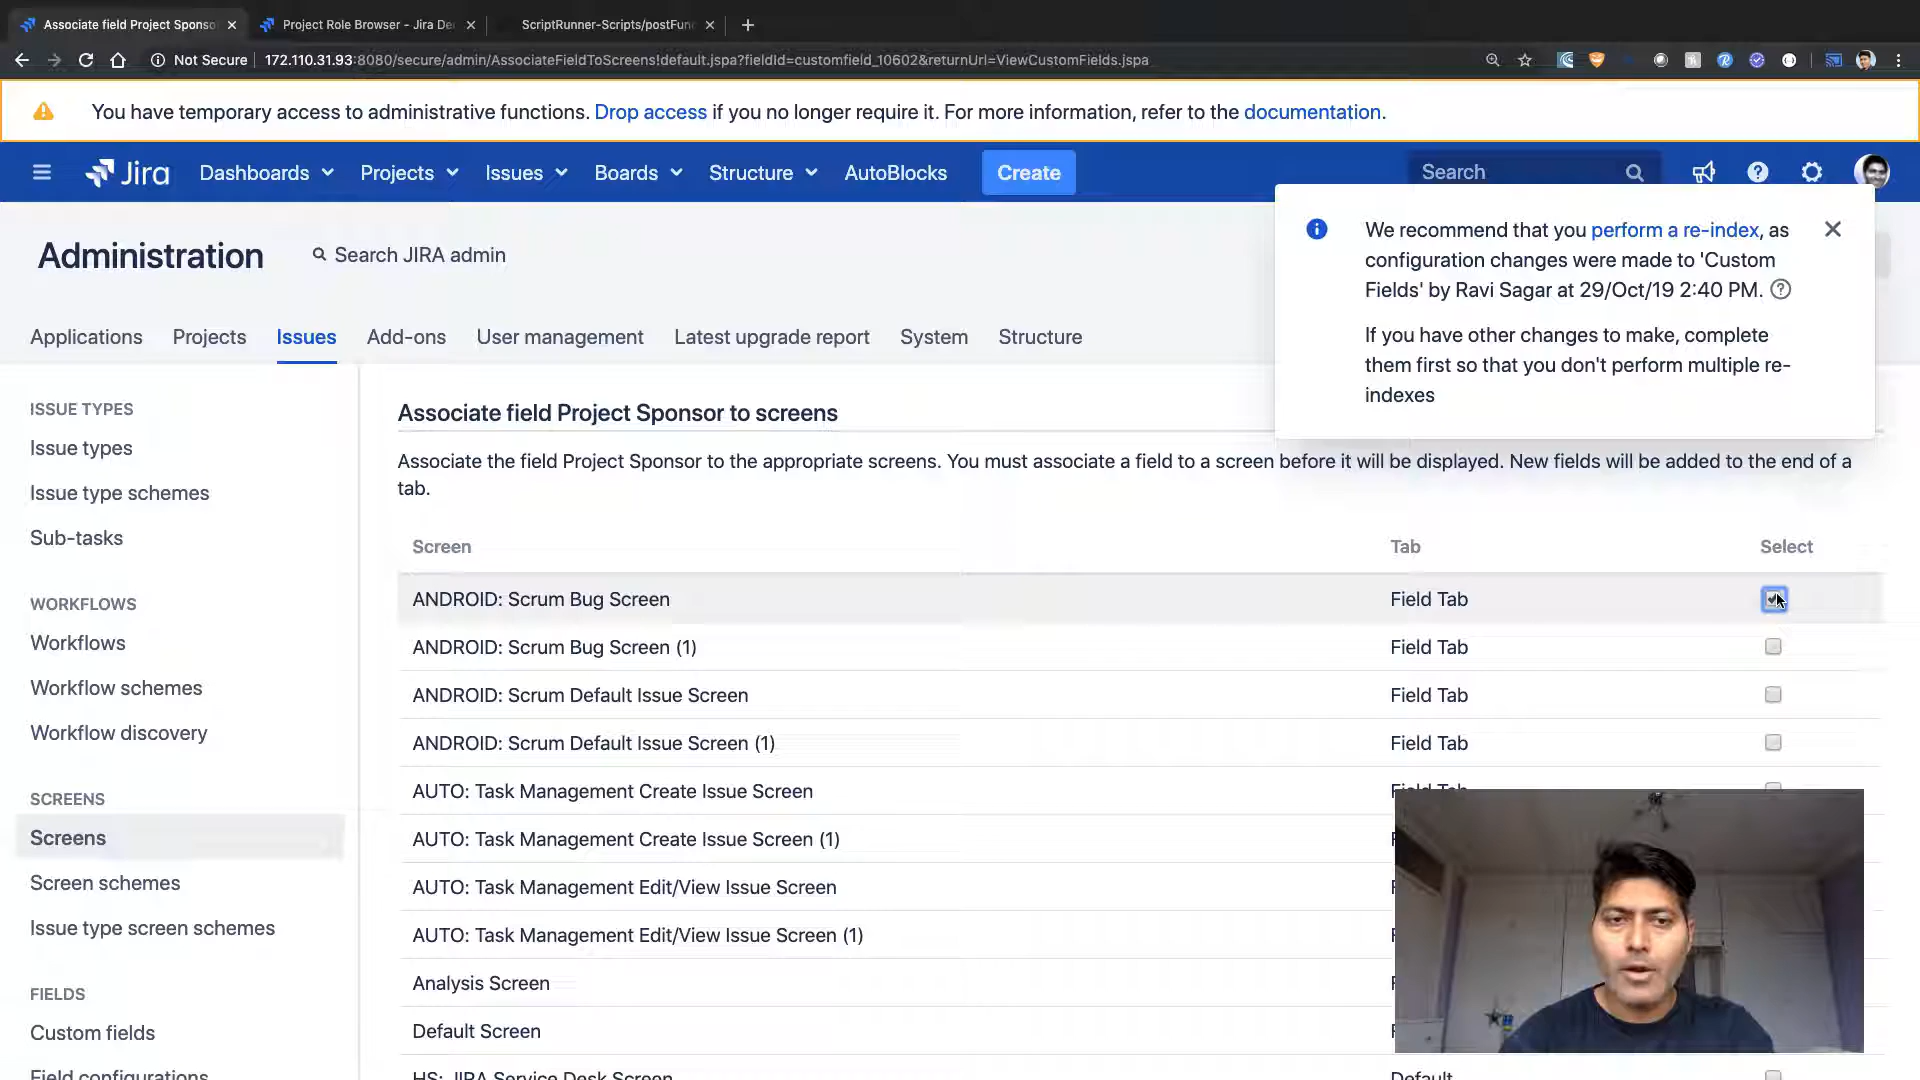 Associate field Project Sponso
Project Role Browser - Jira De
ScriptRunner-Scripts/postFun
Not Secure
172.110.31.93:8080/secure/admin/AssociateFieldToScreens!default.jspa?fieldId=customfield_10602&returnUrl=ViewCustomFields.jspa
You have temporary access to administrative functions. Drop access if you no longer require it. For more information, refer to the documentation.
Jira
Dashboards
Projects
Issues
Boards
Structure
AutoBlocks
Create
Search
We recommend that you perform a re-index, as
configuration changes were made to 'Custom
Fields' by Ravi Sagar at 29/Oct/19 2:40 PM.
If you have other changes to make, complete
them first so that you don't perform multiple re-
indexes
Administration
Search JIRA admin
Applications
Projects
Issues
Add-ons
User management
Latest upgrade report
System
Structure
ISSUE TYPES
Issue types
Issue type schemes
Sub-tasks
WORKFLOWS
Workflows
Workflow schemes
Workflow discovery
SCREENS
Screens
Screen schemes
Issue type screen schemes
FIELDS
Custom fields
Field configurations
Associate field Project Sponsor to screens
Associate the field Project Sponsor to the appropriate screens. You must associate a field to a screen before it will be displayed. New fields will be added to the end of a
tab.
Screen Tab Select
ANDROID: Scrum Bug Screen Field Tab
ANDROID: Scrum Bug Screen (1) Field Tab
ANDROID: Scrum Default Issue Screen Field Tab
ANDROID: Scrum Default Issue Screen (1) Field Tab
AUTO: Task Management Create Issue Screen Field Tab
AUTO: Task Management Create Issue Screen (1)
AUTO: Task Management Edit/View Issue Screen
AUTO: Task Management Edit/View Issue Screen (1)
Analysis Screen
Default Screen
HS: JIRA Service Desk Screen Default